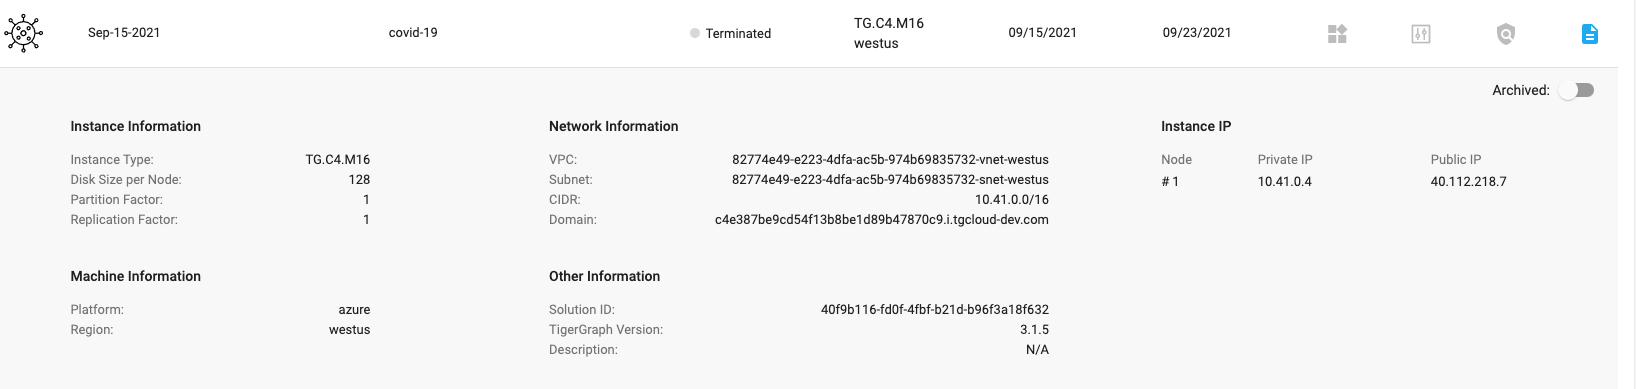 Sep-15-2021 covid-19 Terminated TG.C4.M16 westus 09/15/2021 09/23/2021
Archived:
Instance Information
Instance Type: TG.C4.M16
Disk Size per Node: 128
Partition Factor: 1
Replication Factor: 1
Network Information
VPC: 82774e49-e223-4dfa-ac5b-974b69835732-vnet-westus
Subnet: 82774e49-e223-4dfa-ac5b-974b69835732-snet-westus
CIDR: 10.41.0.0/16
Domain: c4e387be9cd54f13b8be1d89b47870c9.i.tgcloud-dev.com
Instance IP
Node Private IP Public IP
# 1 10.41.0.4 40.112.218.7
Machine Information
Platform: azure
Region: westus
Other Information
Solution ID: 40f9b116-fd0f-4fbf-b21d-b96f3a18f632
TigerGraph Version: 3.1.5
Description: N/A